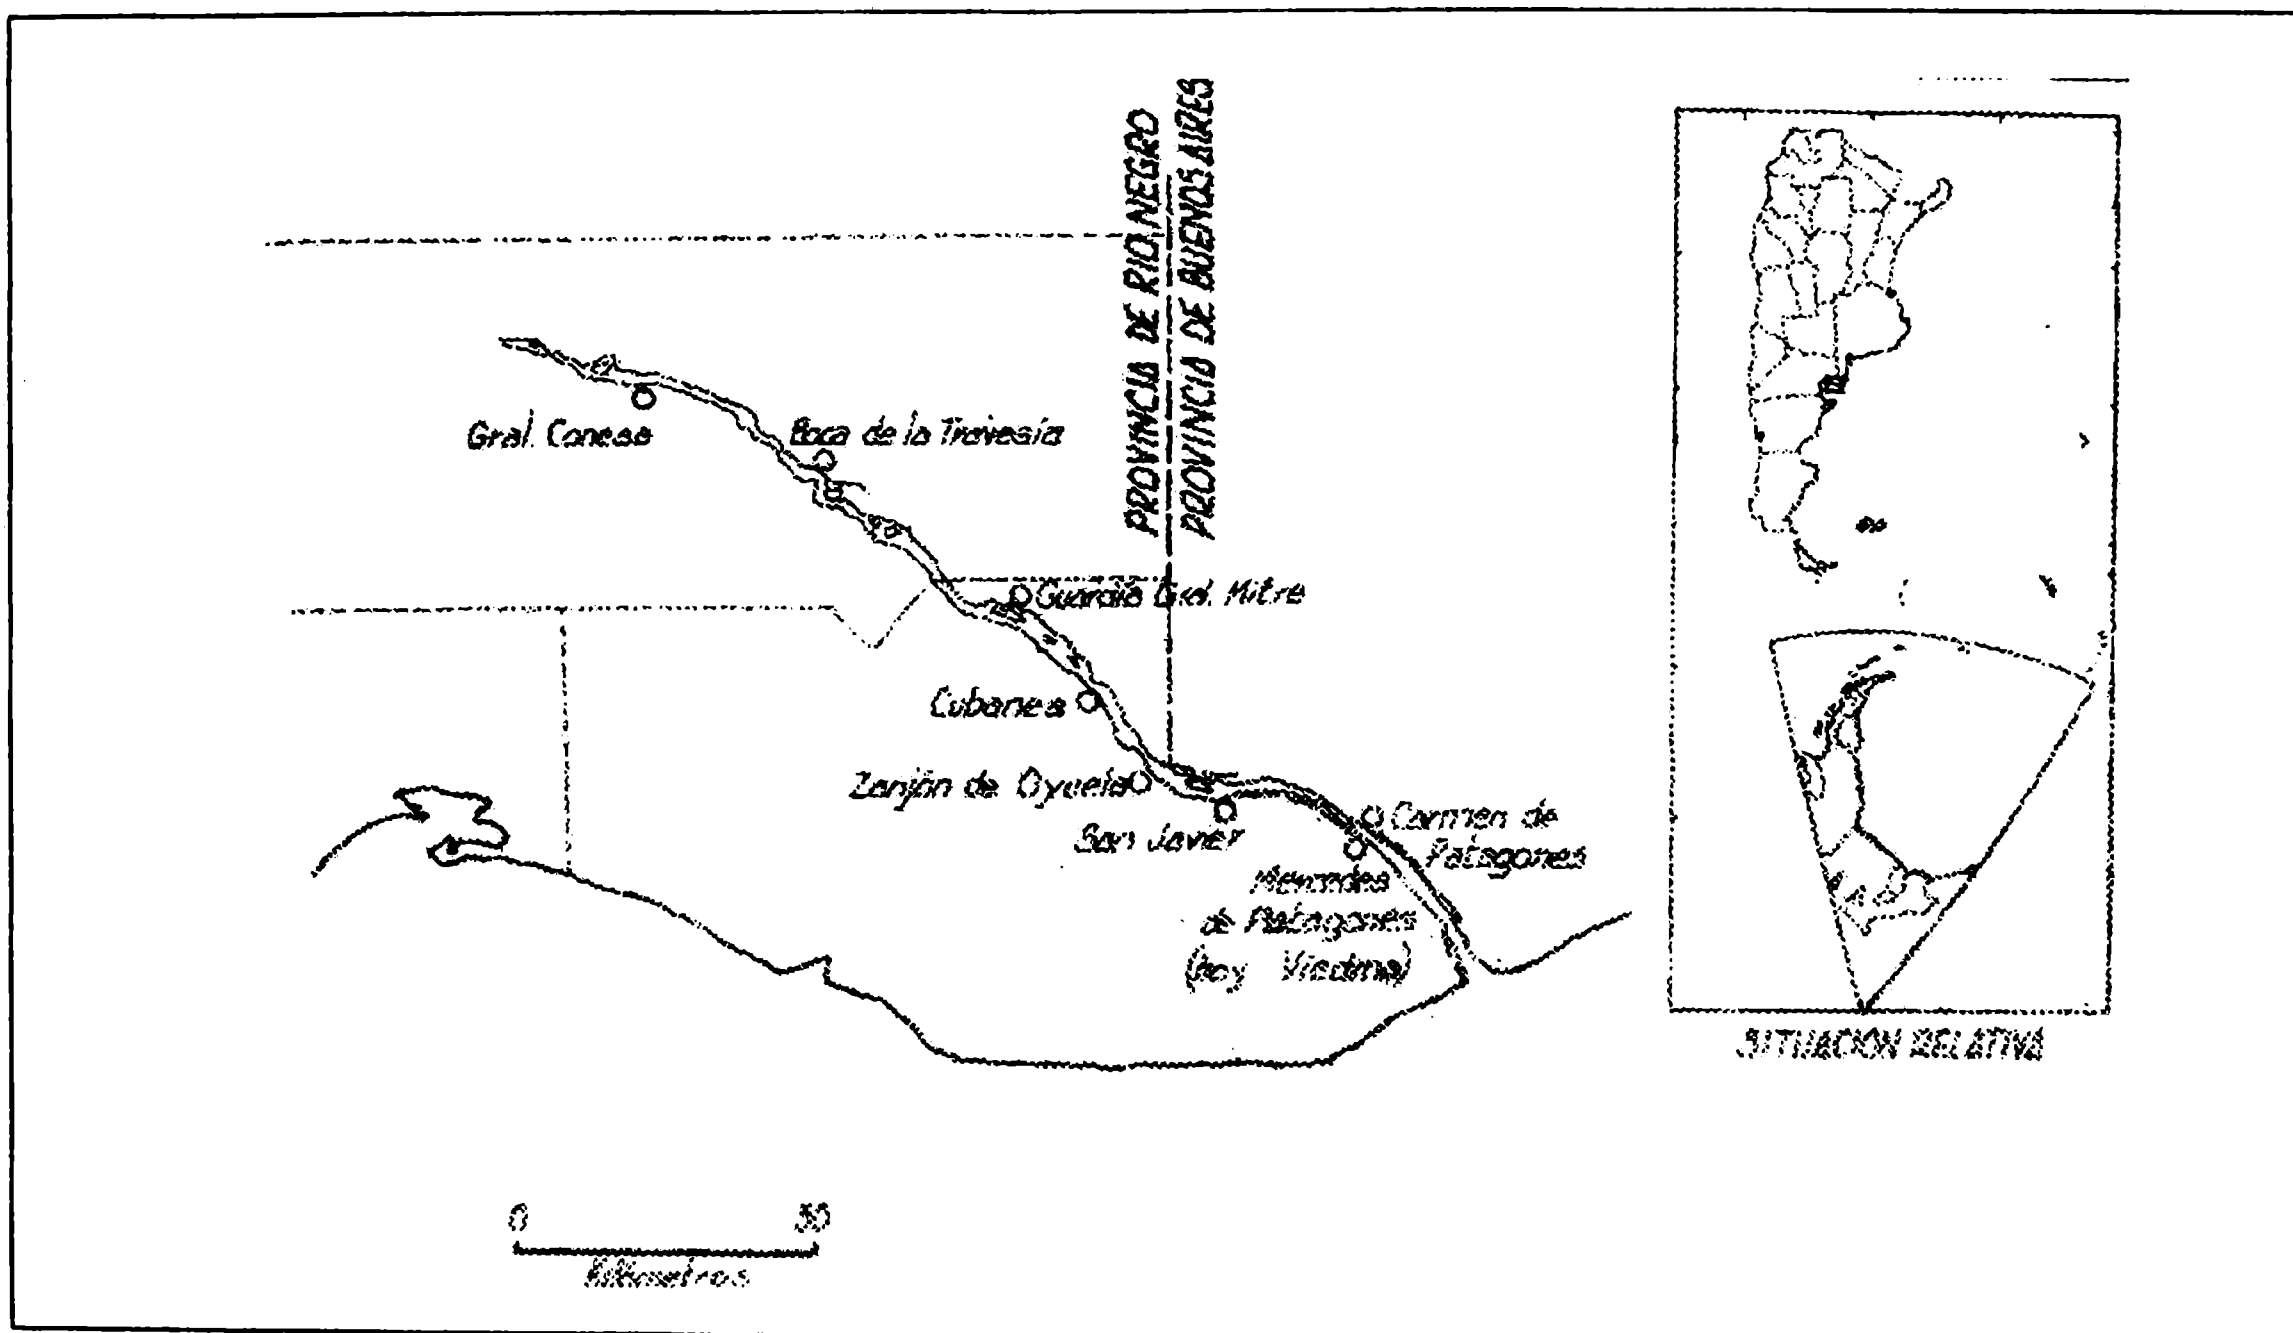 PROVINCIA DE RIO NEGRO
PROVINCIA DE BUENOS AIRES
Gral. Conesa
Boca de la Travesía
Guardia Gral. Mitre
Cubanea
Zanjón de Oyuela
San Javier
Carmen de
Patagones
Mercedes
de Patagones
(hoy Viedma)
SITUACION RELATIVA
0
Kilómetros